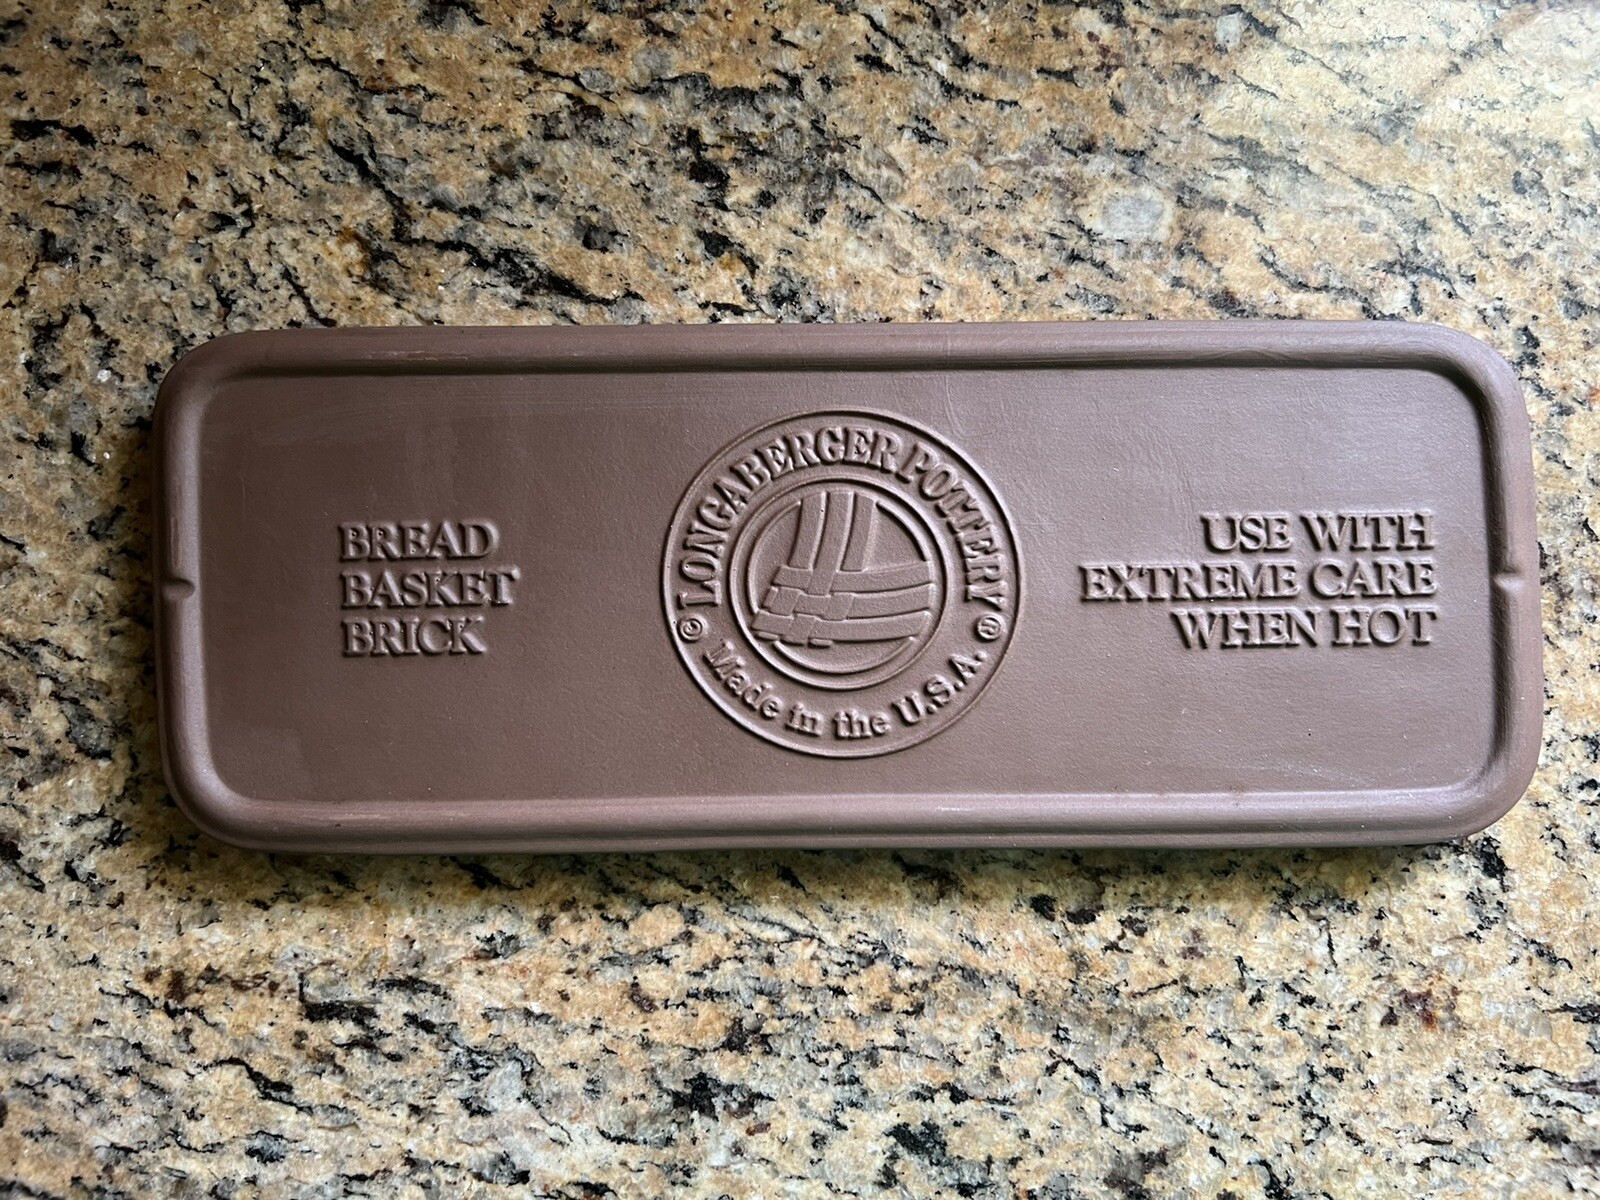 BREAD
BASKET
BRICK
© LONGABERGER POTTERY ®
Made in the U.S.A.
USE WITH
EXTREME CARE
WHEN HOT